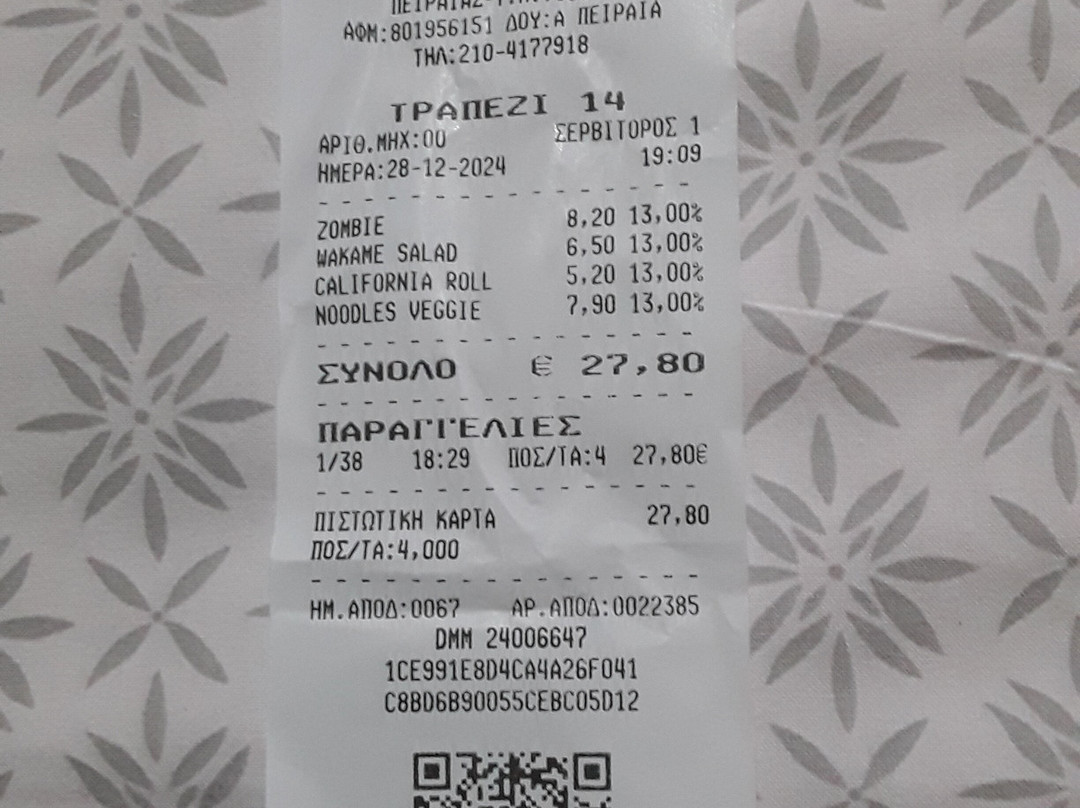 ΑΦΜ:801956151 ΔΟΥ:Α ΠΕΙΡΑΙΑ
ΤΗΛ:210-4177918
ΤΡΑΠΕΖΙ 14
ΑΡΙΘ.ΜΗΧ:00 ΣΕΡΒΙΤΟΡΟΣ 1
ΗΜΕΡΑ:28-12-2024 19:09
ZOMBIE 8,20 13,00%
WAKAME SALAD 6,50 13,00%
CALIFORNIA ROLL 5,20 13,00%
NOODLES VEGGIE 7,90 13,00%
ΣΥΝΟΛΟ € 27,80
ΠΑΡΑΓΓΕΛΙΕΣ
1/38 18:29 ΠΟΣ/ΤΑ:4 27,80€
ΠΙΣΤΩΤΙΚΗ ΚΑΡΤΑ 27,80
ΠΟΣ/ΤΑ:4,000
ΗΜ.ΑΠΟΔ:0067 ΑΡ.ΑΠΟΔ:0022385
DMM 24006647
1CE991E8D4CA4A26F041
C8BD6B90055CEBC05D12